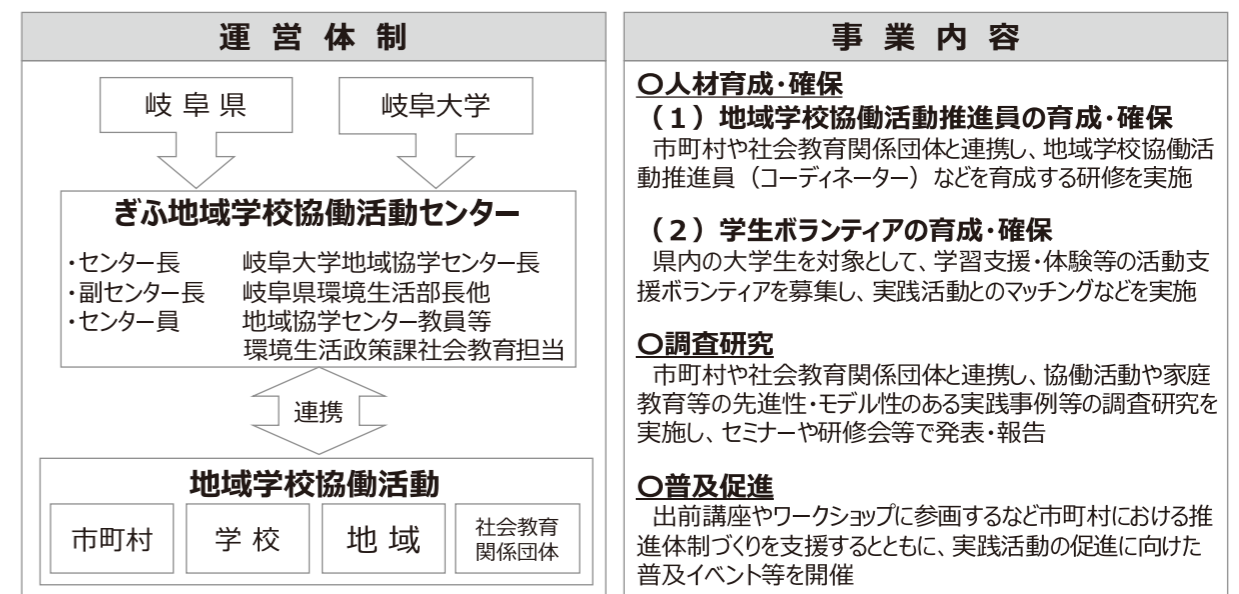 運 営 体 制
岐 阜 県
岐阜大学
ぎふ地域学校協働活動センター
・センター長 岐阜大学地域協学センター長
・副センター長 岐阜県環境生活部長他
・センター員 地域協学センター教員等
環境生活政策課社会教育担当
連携
地域学校協働活動
市町村
学 校
地 域
社会教育
関係団体
事 業 内 容
〇人材育成・確保
（１）地域学校協働活動推進員の育成・確保
市町村や社会教育関係団体と連携し、地域学校協働活
動推進員（コーディネーター）などを育成する研修を実施
（２）学生ボランティアの育成・確保
県内の大学生を対象として、学習支援・体験等の活動支
援ボランティアを募集し、実践活動とのマッチングなどを実施
〇調査研究
市町村や社会教育関係団体と連携し、協働活動や家庭
教育等の先進性・モデル性のある実践事例等の調査研究を
実施し、セミナーや研修会等で発表・報告
〇普及促進
出前講座やワークショップに参画するなど市町村における推
進体制づくりを支援するとともに、実践活動の促進に向けた
普及イベント等を開催